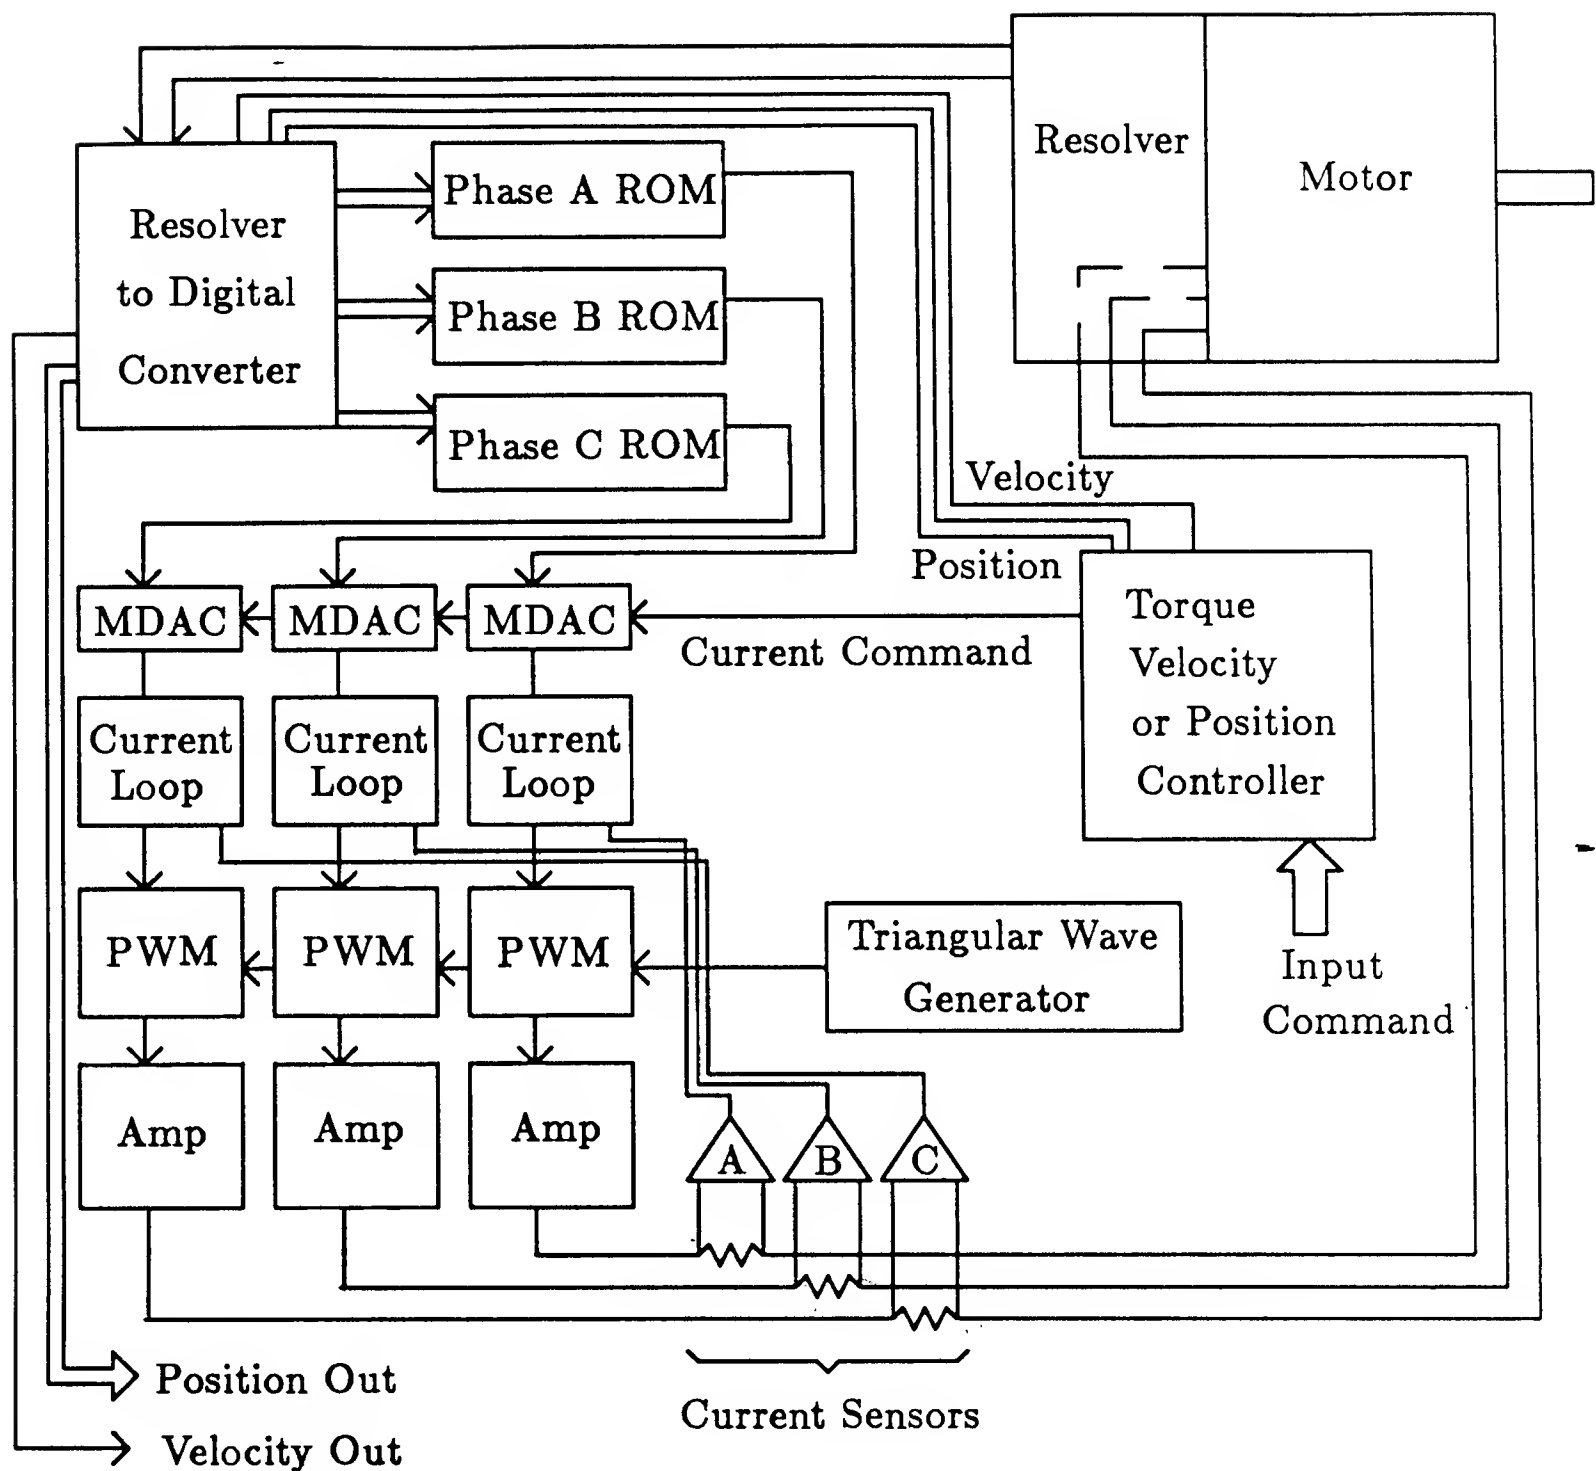 Resolver
Motor
Resolver
to Digital
Converter
Phase A ROM
Phase B ROM
Phase C ROM
Velocity
Position
MDAC
MDAC
MDAC
Current Command
Torque
Velocity
or Position
Controller
Current
Loop
Current
Loop
Current
Loop
PWM
PWM
PWM
Triangular Wave
Generator
Input
Command
Amp
Amp
Amp
A
B
C
Position Out
Current Sensors
Velocity Out